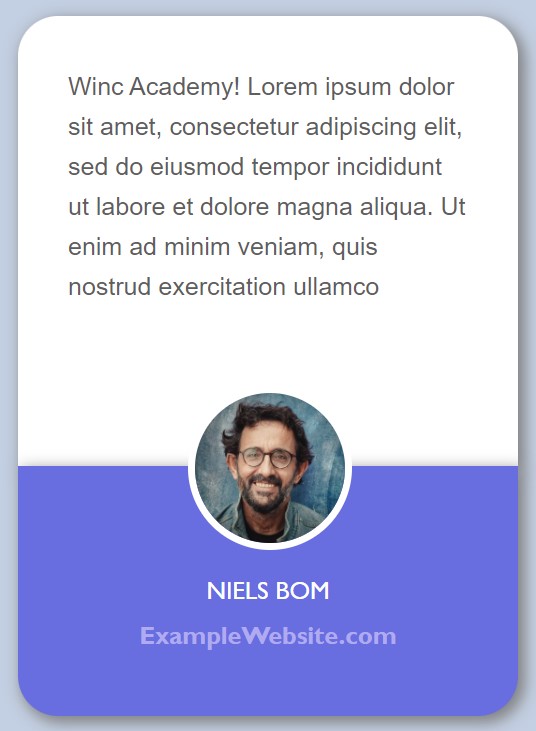 Winc Academy! Lorem ipsum dolor
sit amet, consectetur adipiscing elit,
sed do eiusmod tempor incididunt
ut labore et dolore magna aliqua. Ut
enim ad minim veniam, quis
nostrud exercitation ullamco
NIELS BOM
ExampleWebsite.com